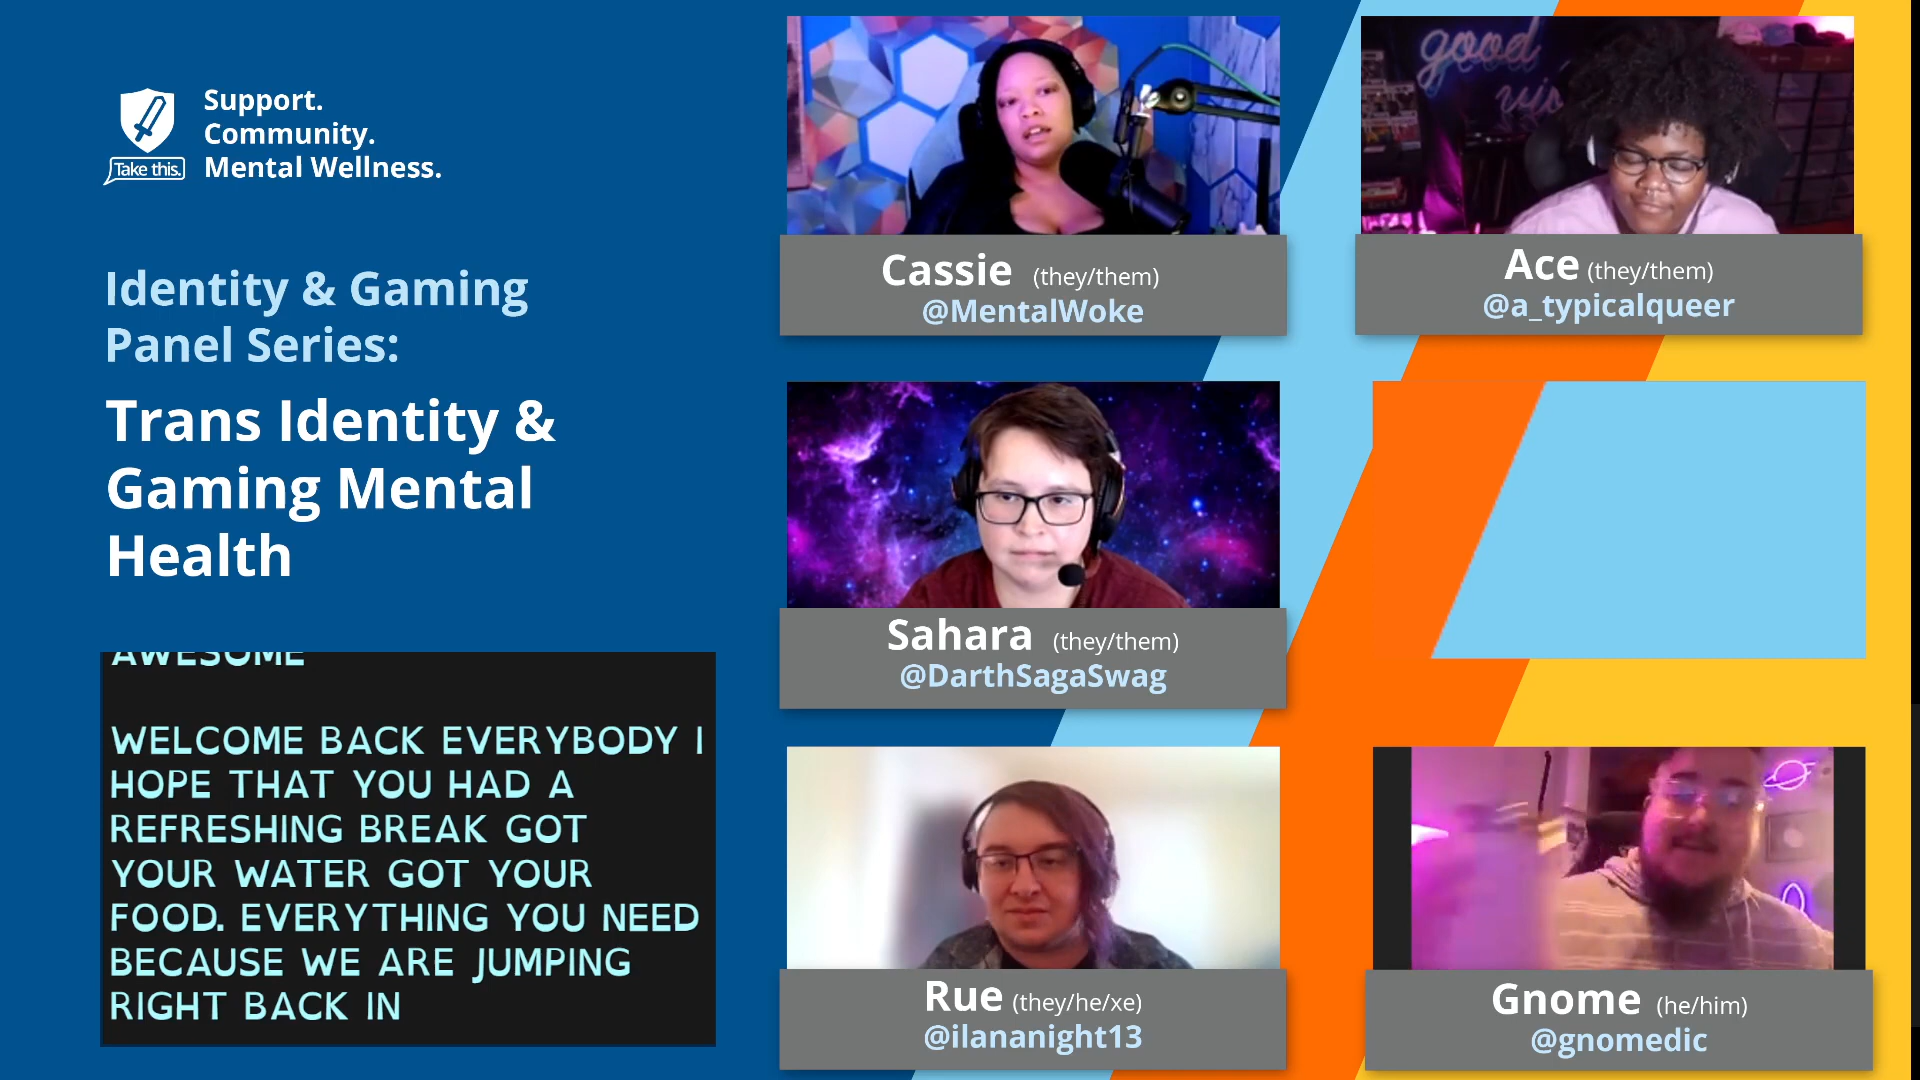 Support.
Community.
Mental Wellness.
Take this.
Identity & Gaming
Panel Series:
Trans Identity &
Gaming Mental
Health
AWESOME
WELCOME BACK EVERYBODY I
HOPE THAT YOU HAD A
REFRESHING BREAK GOT
YOUR WATER GOT YOUR
FOOD. EVERYTHING YOU NEED
BECAUSE WE ARE JUMPING
RIGHT BACK IN
good
Cassie (they/them)
@MentalWoke
Ace (they/them)
@a_typicalqueer
Sahara (they/them)
@DarthSagaSwag
Rue (they/he/xe)
@ilananight13
Gnome (he/him)
@gnomedic